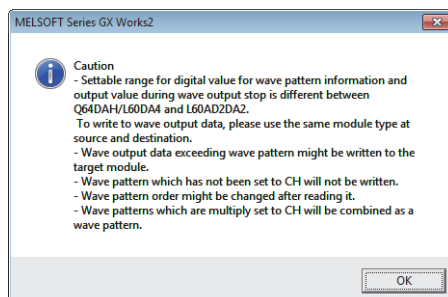 MELSOFT Series GX Works2
Caution
- Settable range for digital value for wave pattern information and
output value during wave output stop is different between
Q64DAH/L60DA4 and L60AD2DA2.
To write to wave output data, please use the same module type at
source and destination.
- Wave output data exceeding wave pattern might be written to the
target module.
- Wave pattern which has not been set to CH will not be written.
- Wave pattern order might be changed after reading it.
- Wave patterns which are multiply set to CH will be combined as a
wave pattern.
OK